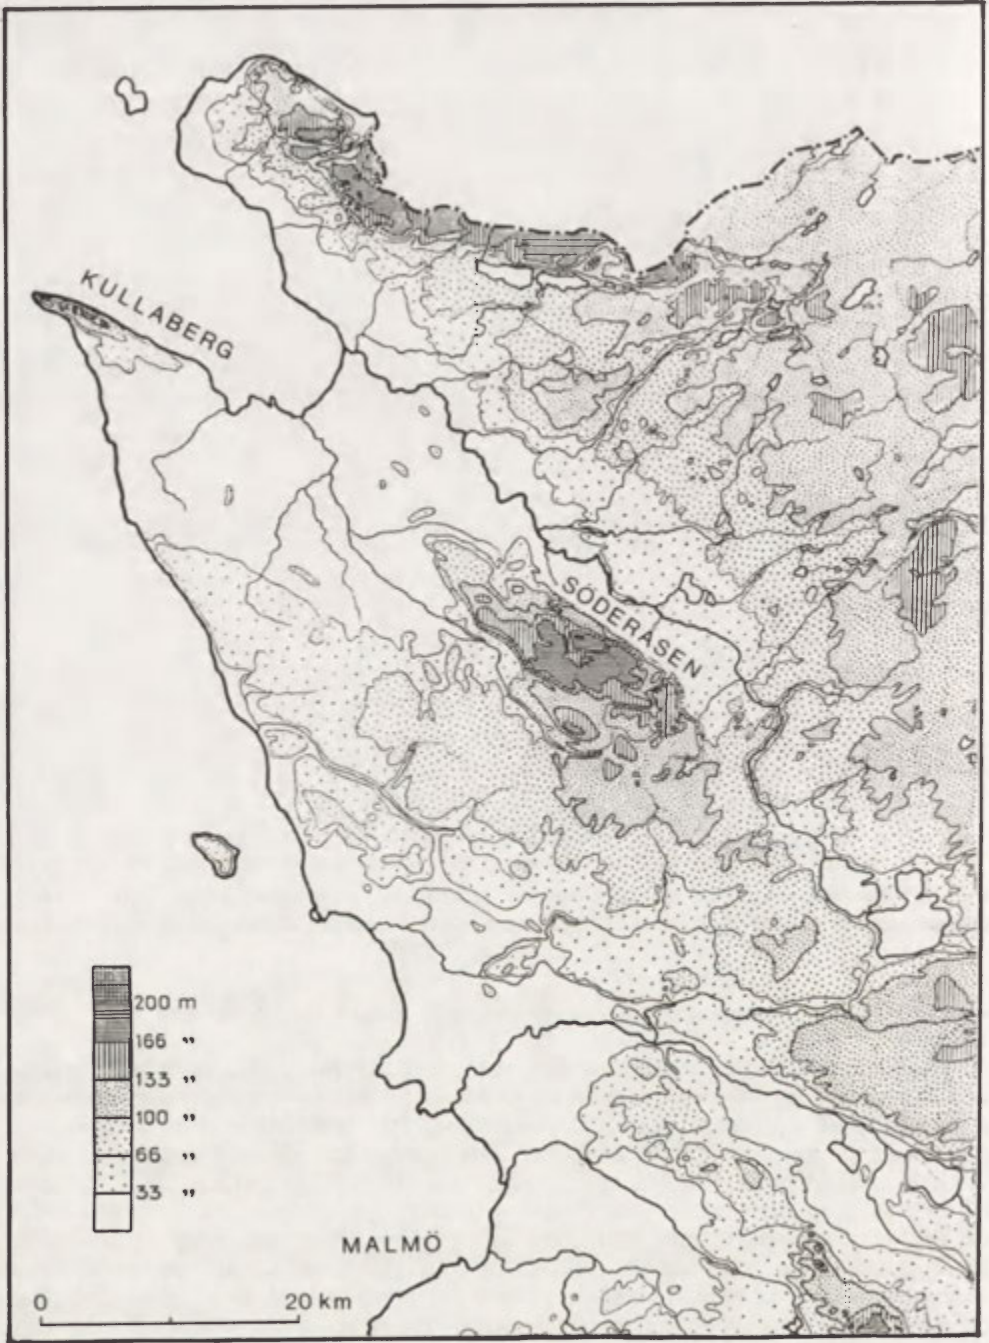 KULLABERG
SÖDERÅSEN
200 m
166 "
133 "
100 "
66 "
33 "
MALMÖ
0 20 km